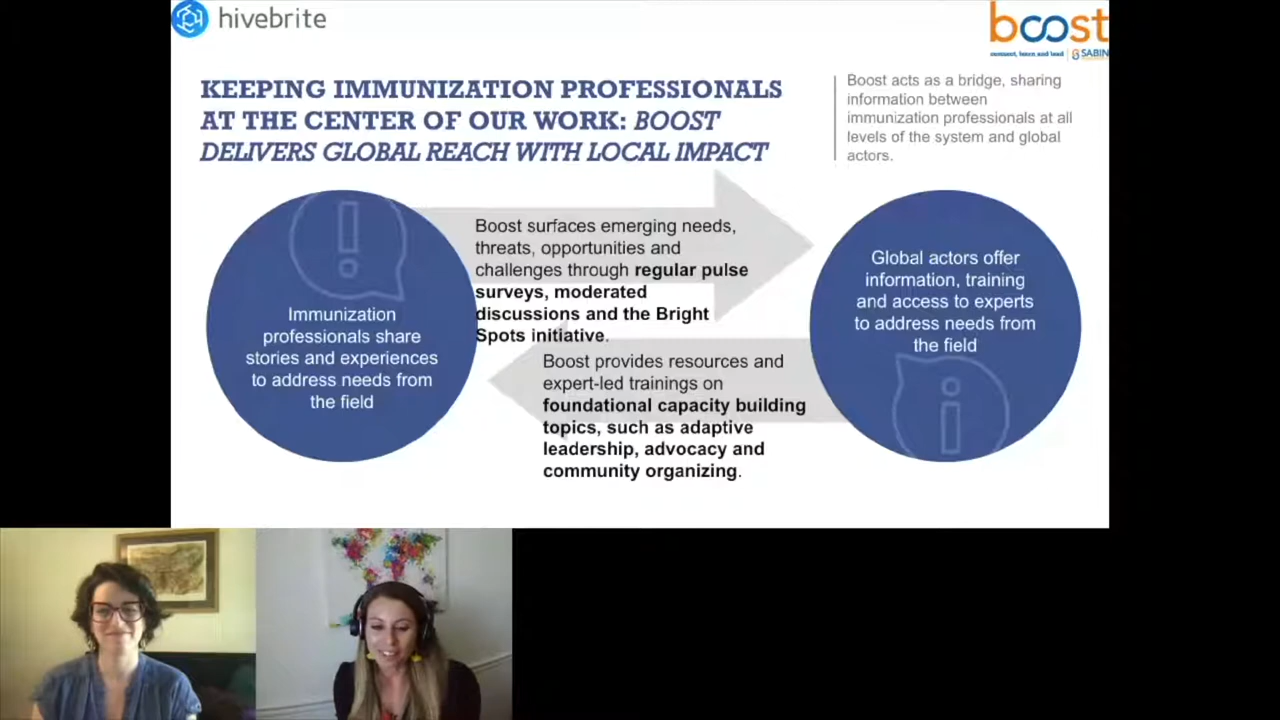 hivebrite
boost
connect, learn and lead | SABIN
KEEPING IMMUNIZATION PROFESSIONALS
AT THE CENTER OF OUR WORK: BOOST
DELIVERS GLOBAL REACH WITH LOCAL IMPACT
Boost acts as a bridge, sharing
information between
immunization professionals at all
levels of the system and global
actors.
Immunization
professionals share
stories and experiences
to address needs from
the field
Boost surfaces emerging needs,
threats, opportunities and
challenges through regular pulse
surveys, moderated
discussions and the Bright
Spots initiative.
Boost provides resources and
expert-led trainings on
foundational capacity building
topics, such as adaptive
leadership, advocacy and
community organizing.
Global actors offer
information, training
and access to experts
to address needs from
the field